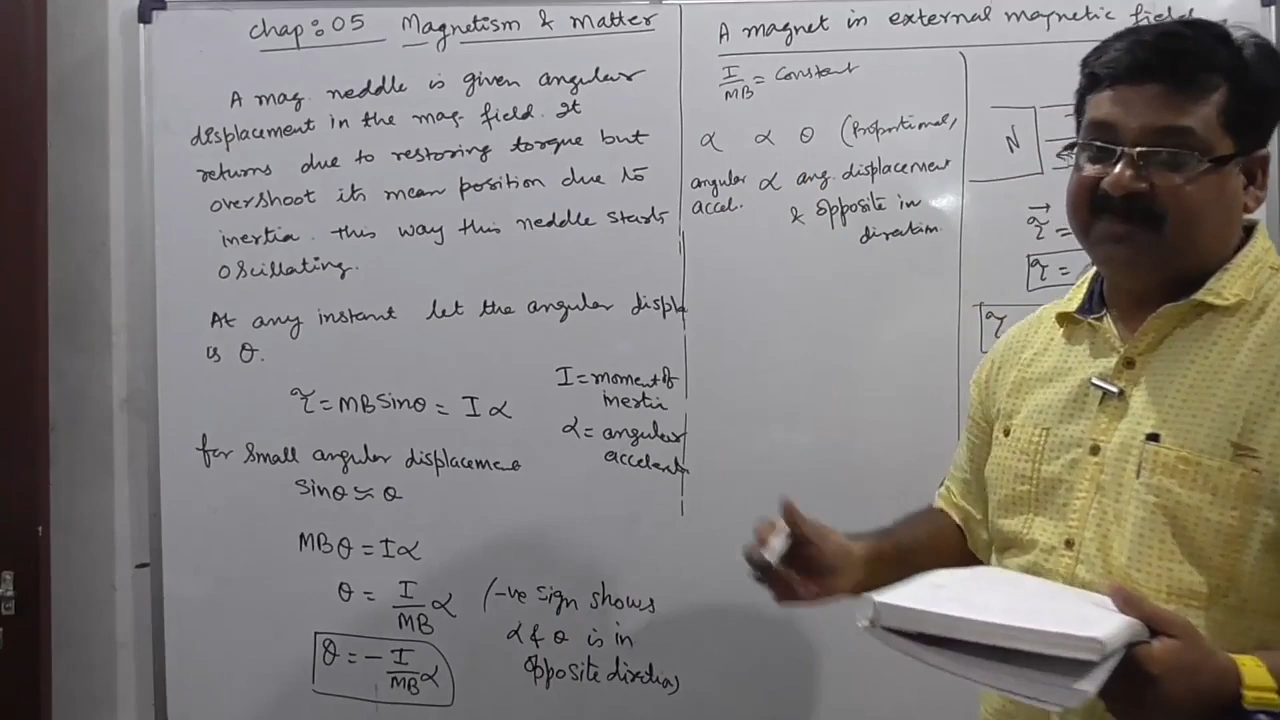 chap: 05 Magnetism & Matter
A mag. neddle is given angular
displacement in the mag. field. It
returns due to restoring torque but
overshoot its mean position due to
inertia. This way this neddle starts
oscillating.
At any instant let the angular displa
is θ.
τ = MB Sinθ = I α
I = moment of
inertia
α = angular
for small angular displacement
Sinθ ≈ θ
MB θ = I α
θ = I/MB α (-ve sign shows
α & θ is in
opposite
θ = - I/MB α
A magnet in external magnetic field
I/MB = Constant
α ∝ θ (Proportional)
angular ∝ ang. displacement
accel.
& opposite in
direction.
N
τ =
τ =
τ